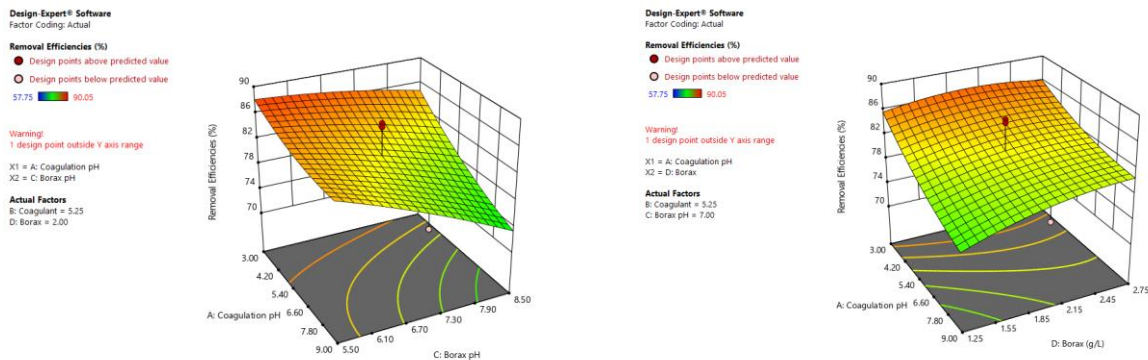 Design-Expert® Software
Factor Coding: Actual
Removal Efficiencies (%)
Design points above predicted value
Design points below predicted value
57.75 90.05
Warning!
1 design point outside Y axis range
X1 = A: Coagulation pH
X2 = C: Borax pH
Actual Factors
B: Coagulant = 5.25
D: Borax = 2.00
Removal Efficiencies (%)
90
86
82
78
74
70
3.00
4.20
5.40
6.60
7.80
9.00
A: Coagulation pH
5.50
6.10
6.70
7.30
7.90
8.50
C: Borax pH
Design-Expert® Software
Factor Coding: Actual
Removal Efficiencies (%)
Design points above predicted value
Design points below predicted value
57.75 90.05
Warning!
1 design point outside Y axis range
X1 = A: Coagulation pH
X2 = D: Borax
Actual Factors
B: Coagulant = 5.25
C: Borax pH = 7.00
Removal Efficiencies (%)
90
86
82
78
74
70
3.00
4.20
5.40
6.60
7.80
9.00
A: Coagulation pH
1.25
1.55
1.85
2.15
2.45
2.75
D: Borax (g/L)